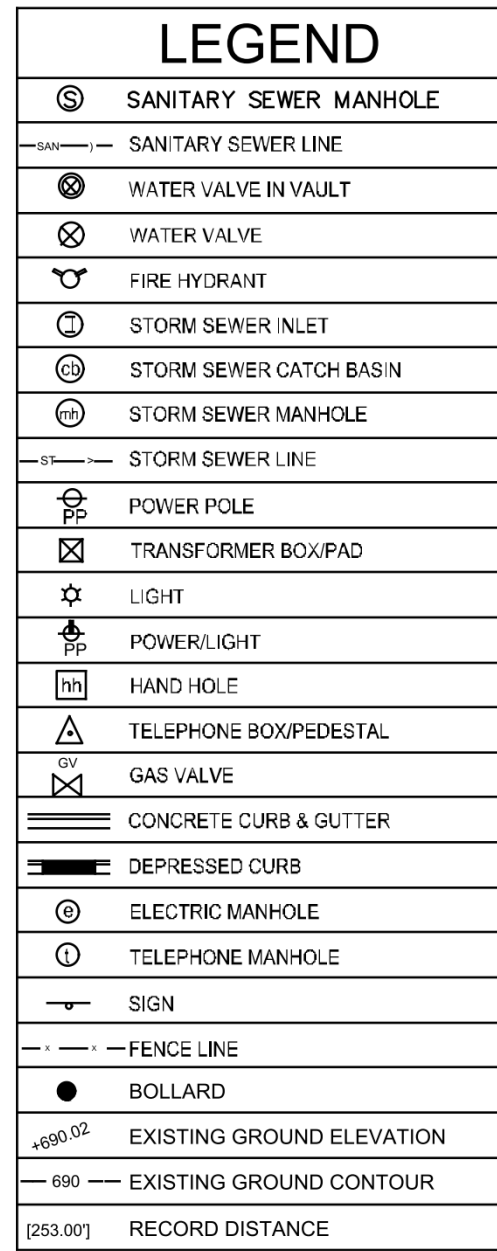 LEGEND
S SANITARY SEWER MANHOLE
SAN ) SANITARY SEWER LINE
WATER VALVE IN VAULT
WATER VALVE
FIRE HYDRANT
I STORM SEWER INLET
cb STORM SEWER CATCH BASIN
mh STORM SEWER MANHOLE
ST > STORM SEWER LINE
PP POWER POLE
TRANSFORMER BOX/PAD
LIGHT
PP POWER/LIGHT
hh HAND HOLE
TELEPHONE BOX/PEDESTAL
GV GAS VALVE
CONCRETE CURB & GUTTER
DEPRESSED CURB
e ELECTRIC MANHOLE
t TELEPHONE MANHOLE
SIGN
x x FENCE LINE
BOLLARD
+690.02 EXISTING GROUND ELEVATION
690 EXISTING GROUND CONTOUR
[253.00'] RECORD DISTANCE